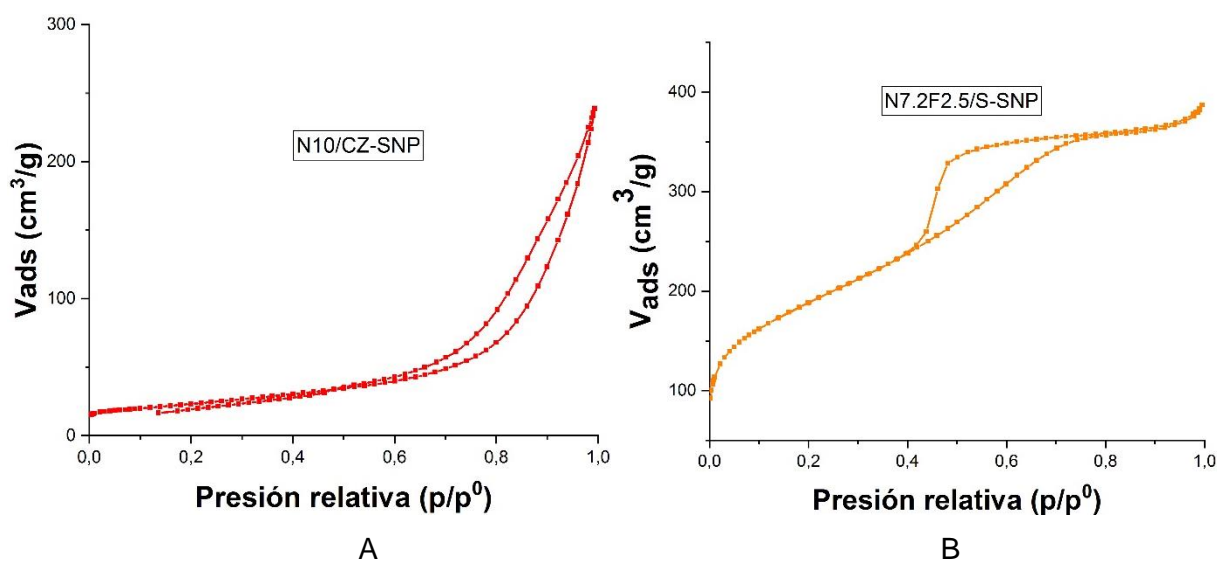 300
200
100
0
Vads (cm³/g)
N10/CZ-SNP
0,0 0,2 0,4 0,6 0,8 1,0
Presión relativa (p/p⁰)
A
400
300
200
100
Vads (cm³/g)
N7.2F2.5/S-SNP
0,0 0,2 0,4 0,6 0,8 1,0
Presión relativa (p/p⁰)
B